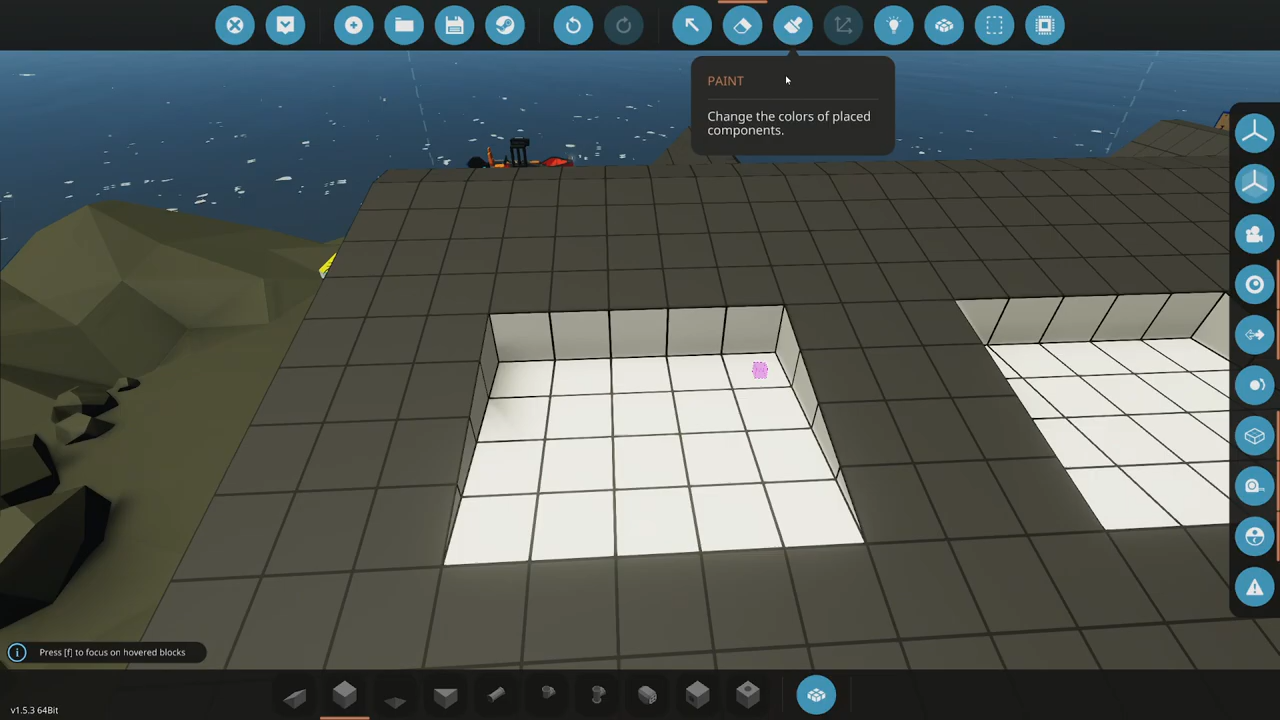 PAINT
Change the colors of placed
components.
Press [f] to focus on hovered blocks
v1.5.3 64Bit